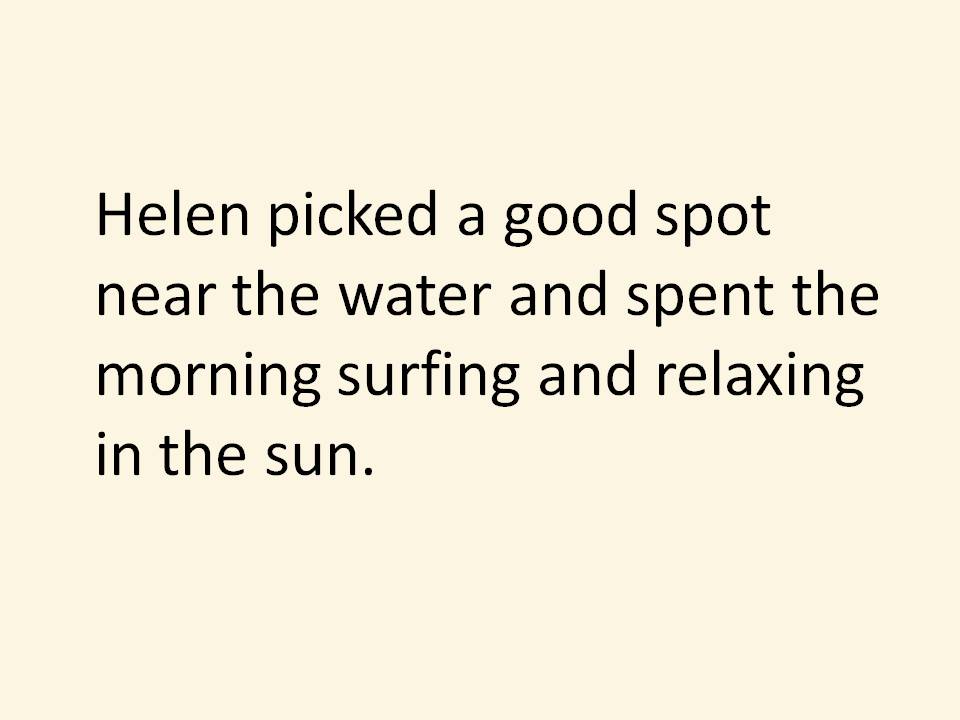 Helen picked a good spot
near the water and spent the
morning surfing and relaxing
in the sun.